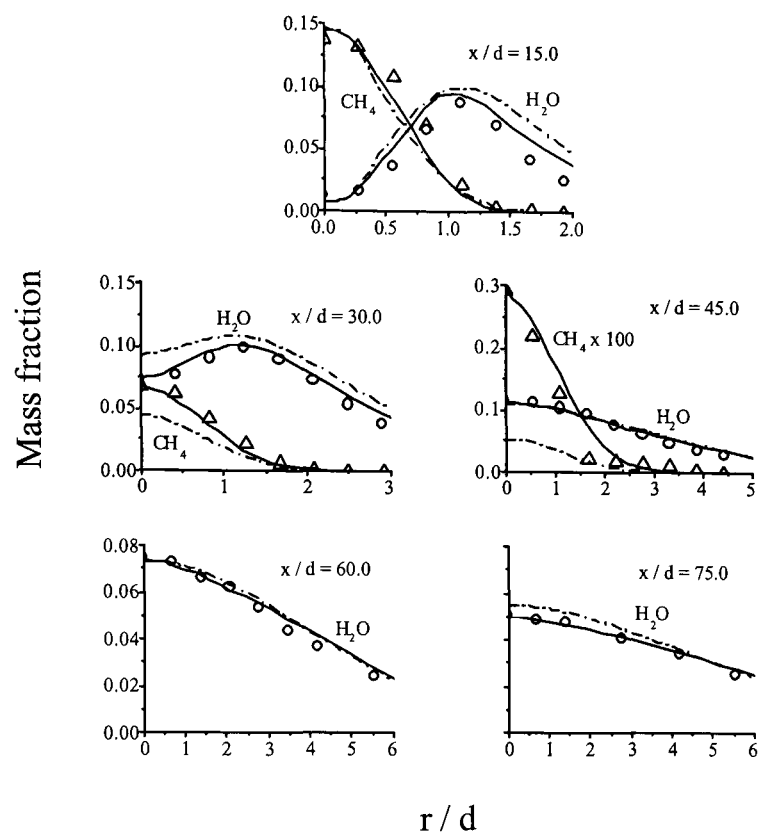 Mass fraction
0.15
0.10
0.05
0.00
x / d = 15.0
CH₄
H₂O
0.0 0.5 1.0 1.5 2.0
0.15
0.10
0.05
0.00
H₂O
x / d = 30.0
CH₄
0 1 2 3
0.3
0.2
0.1
0.0
x / d = 45.0
CH₄ x 100
H₂O
0 1 2 3 4 5
0.08
0.06
0.04
0.02
0.00
x / d = 60.0
H₂O
0 1 2 3 4 5 6
x / d = 75.0
H₂O
0 1 2 3 4 5 6
r / d